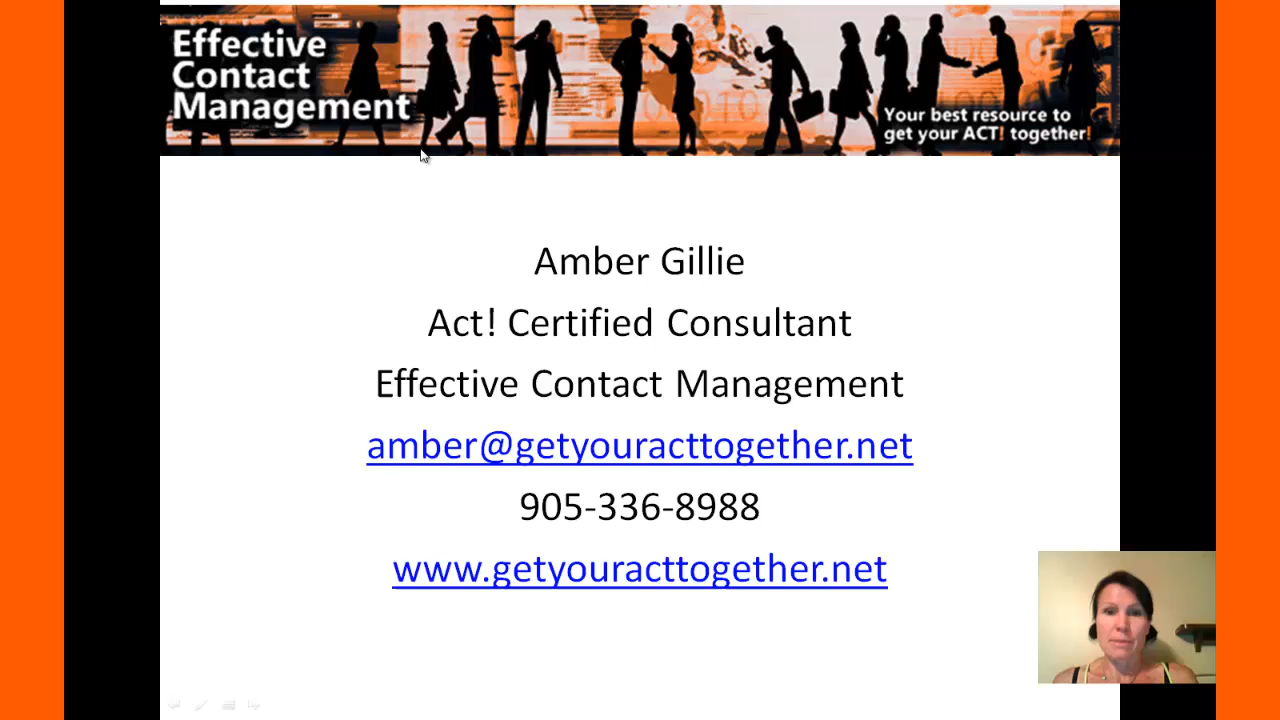 Effective
Contact
Management
Your best resource to
get your ACT! together!
Amber Gillie
Act! Certified Consultant
Effective Contact Management
amber@getyouracttogether.net
905-336-8988
www.getyouracttogether.net